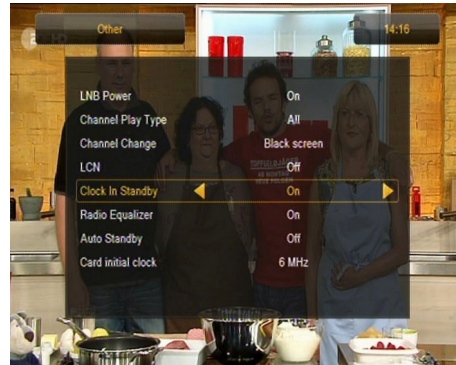 Other
14:16
HD
LNB Power On
Channel Play Type All
Channel Change Black screen
LCN Off
Clock In Standby On
Radio Equalizer On
Auto Standby Off
Card initial clock 6 MHz